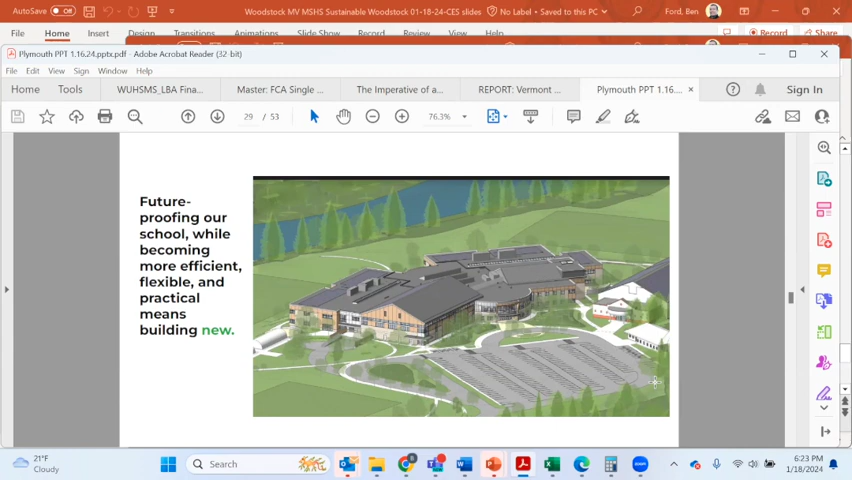 AutoSave Off
Woodstock MV MSHS Sustainable Woodstock 01-18-24-CES slides
No Label • Saved to this PC
Ford, Ben
File Home Insert Design Transitions Animations Slide Show Record Review View Help
Record Share
Plymouth PPT 1.16.24.pptx.pdf - Adobe Acrobat Reader (32-bit)
File Edit View Sign Window Help
Home Tools WUHSMS_LBA Fina... Master: FCA Single ... The Imperative of a... REPORT: Vermont ... Plymouth PPT 1.16.... × Sign In
29 / 53 76.3%
Future-
proofing our
school, while
becoming
more efficient,
flexible, and
practical
means
building new.
21°F
Cloudy
Search
6:23 PM
1/18/2024